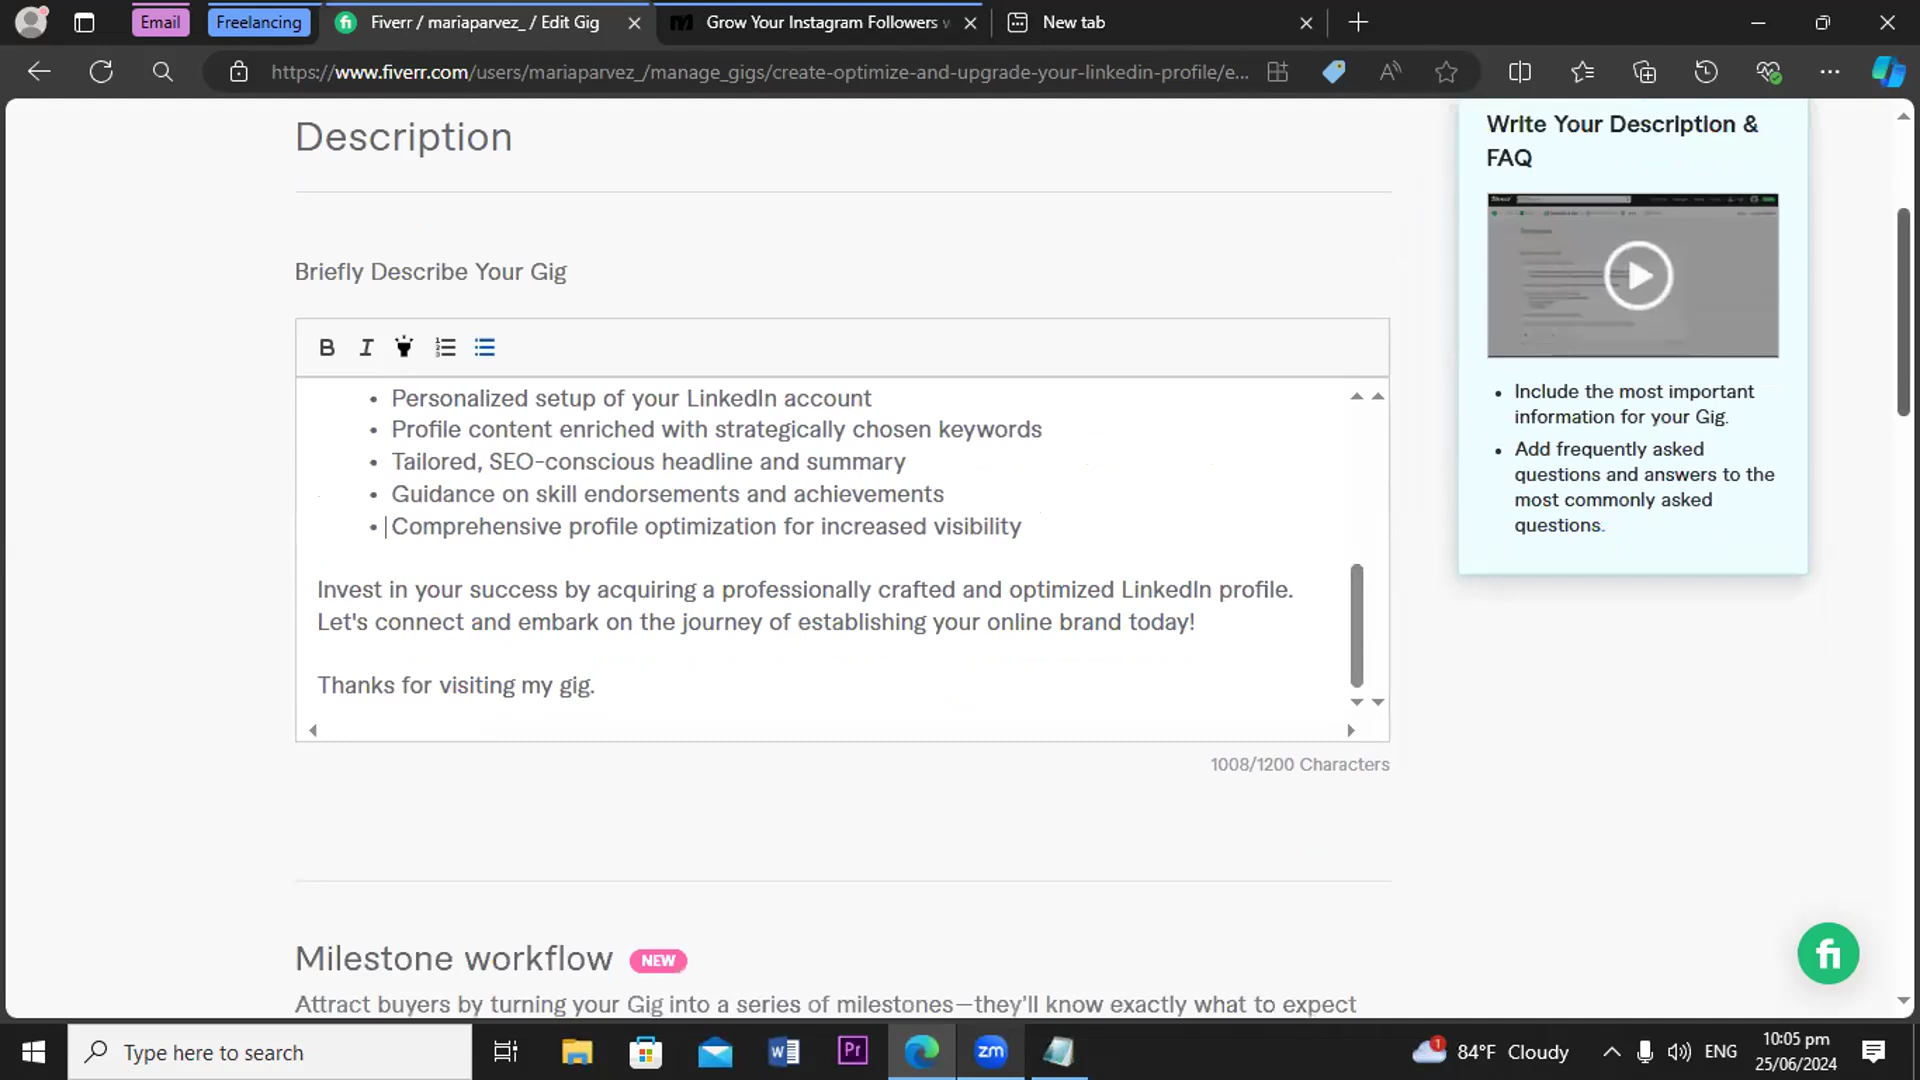 Email
Freelancing
Fiverr / mariaparvez_ / Edit Gig
Grow Your Instagram Followers
New tab
https://www.fiverr.com/users/mariaparvez_/manage_gigs/create-optimize-and-upgrade-your-linkedin-profile/e...
Description
Briefly Describe Your Gig
B I
• Personalized setup of your LinkedIn account
• Profile content enriched with strategically chosen keywords
• Tailored, SEO-conscious headline and summary
• Guidance on skill endorsements and achievements
• Comprehensive profile optimization for increased visibility
Invest in your success by acquiring a professionally crafted and optimized LinkedIn profile.
Let's connect and embark on the journey of establishing your online brand today!
Thanks for visiting my gig.
1008/1200 Characters
Milestone workflow NEW
Attract buyers by turning your Gig into a series of milestones—they'll know exactly what to expect
Write Your Description &
FAQ
• Include the most important
information for your Gig.
• Add frequently asked
questions and answers to the
most commonly asked
questions.
fi
Type here to search
W
Pr
zm
1
84°F Cloudy
ENG
10:05 pm
25/06/2024